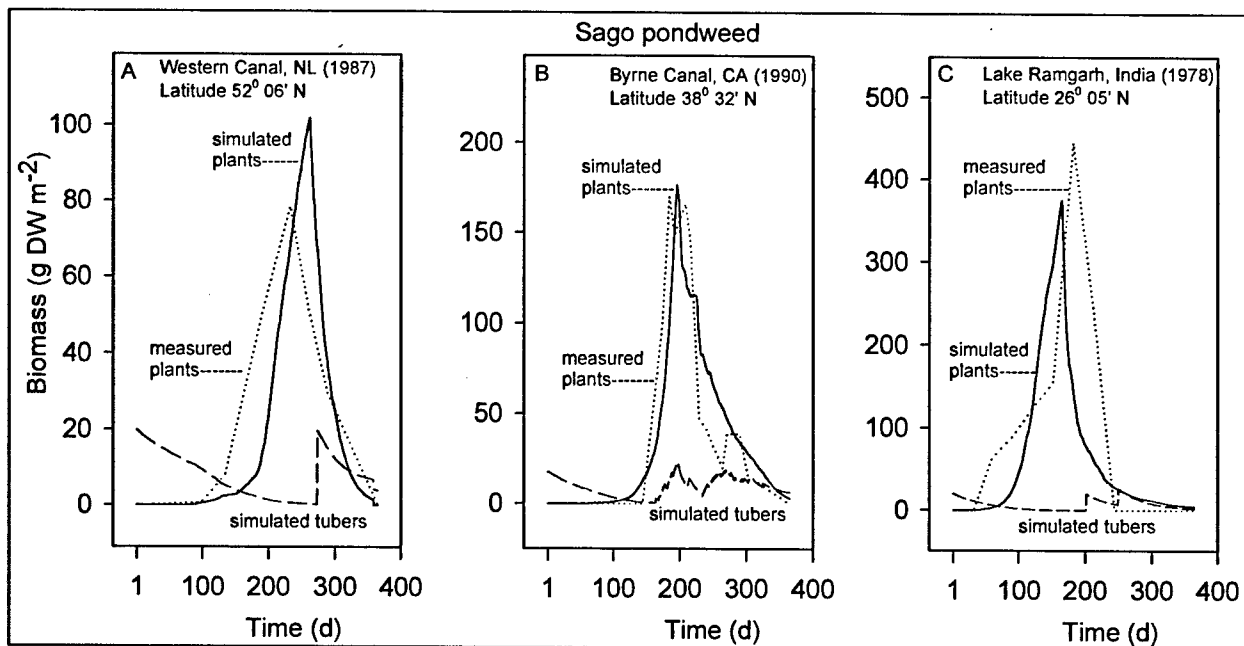 Sago pondweed
A
Western Canal, NL (1987)
Latitude 52⁰ 06' N
simulated
plants
measured
plants
simulated tubers
Biomass (g DW m⁻²)
100
80
60
40
20
0
1 100 200 300 400
Time (d)
B
Byrne Canal, CA (1990)
Latitude 38⁰ 32' N
simulated
plants
measured
plants
simulated tubers
200
150
100
50
0
1 100 200 300 400
Time (d)
C
Lake Ramgarh, India (1978)
Latitude 26⁰ 05' N
measured
plants
simulated
plants
simulated tubers
500
400
300
200
100
0
1 100 200 300 400
Time (d)